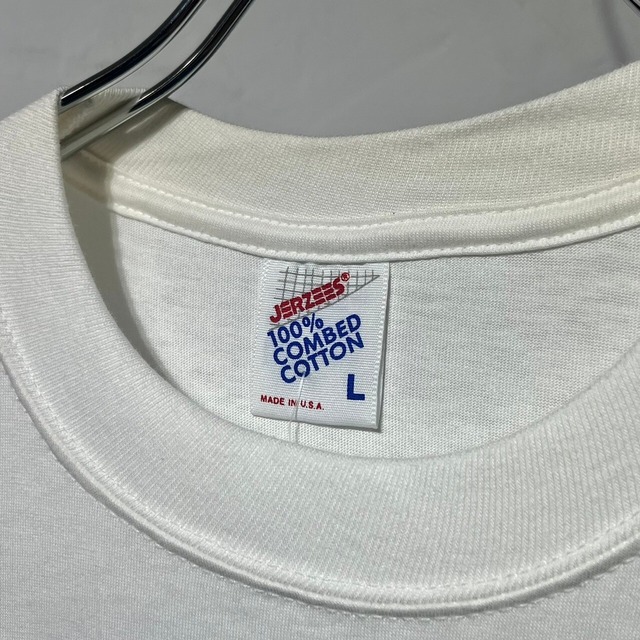 JERZEES®
100%
COMBED
COTTON
L
MADE IN U.S.A.